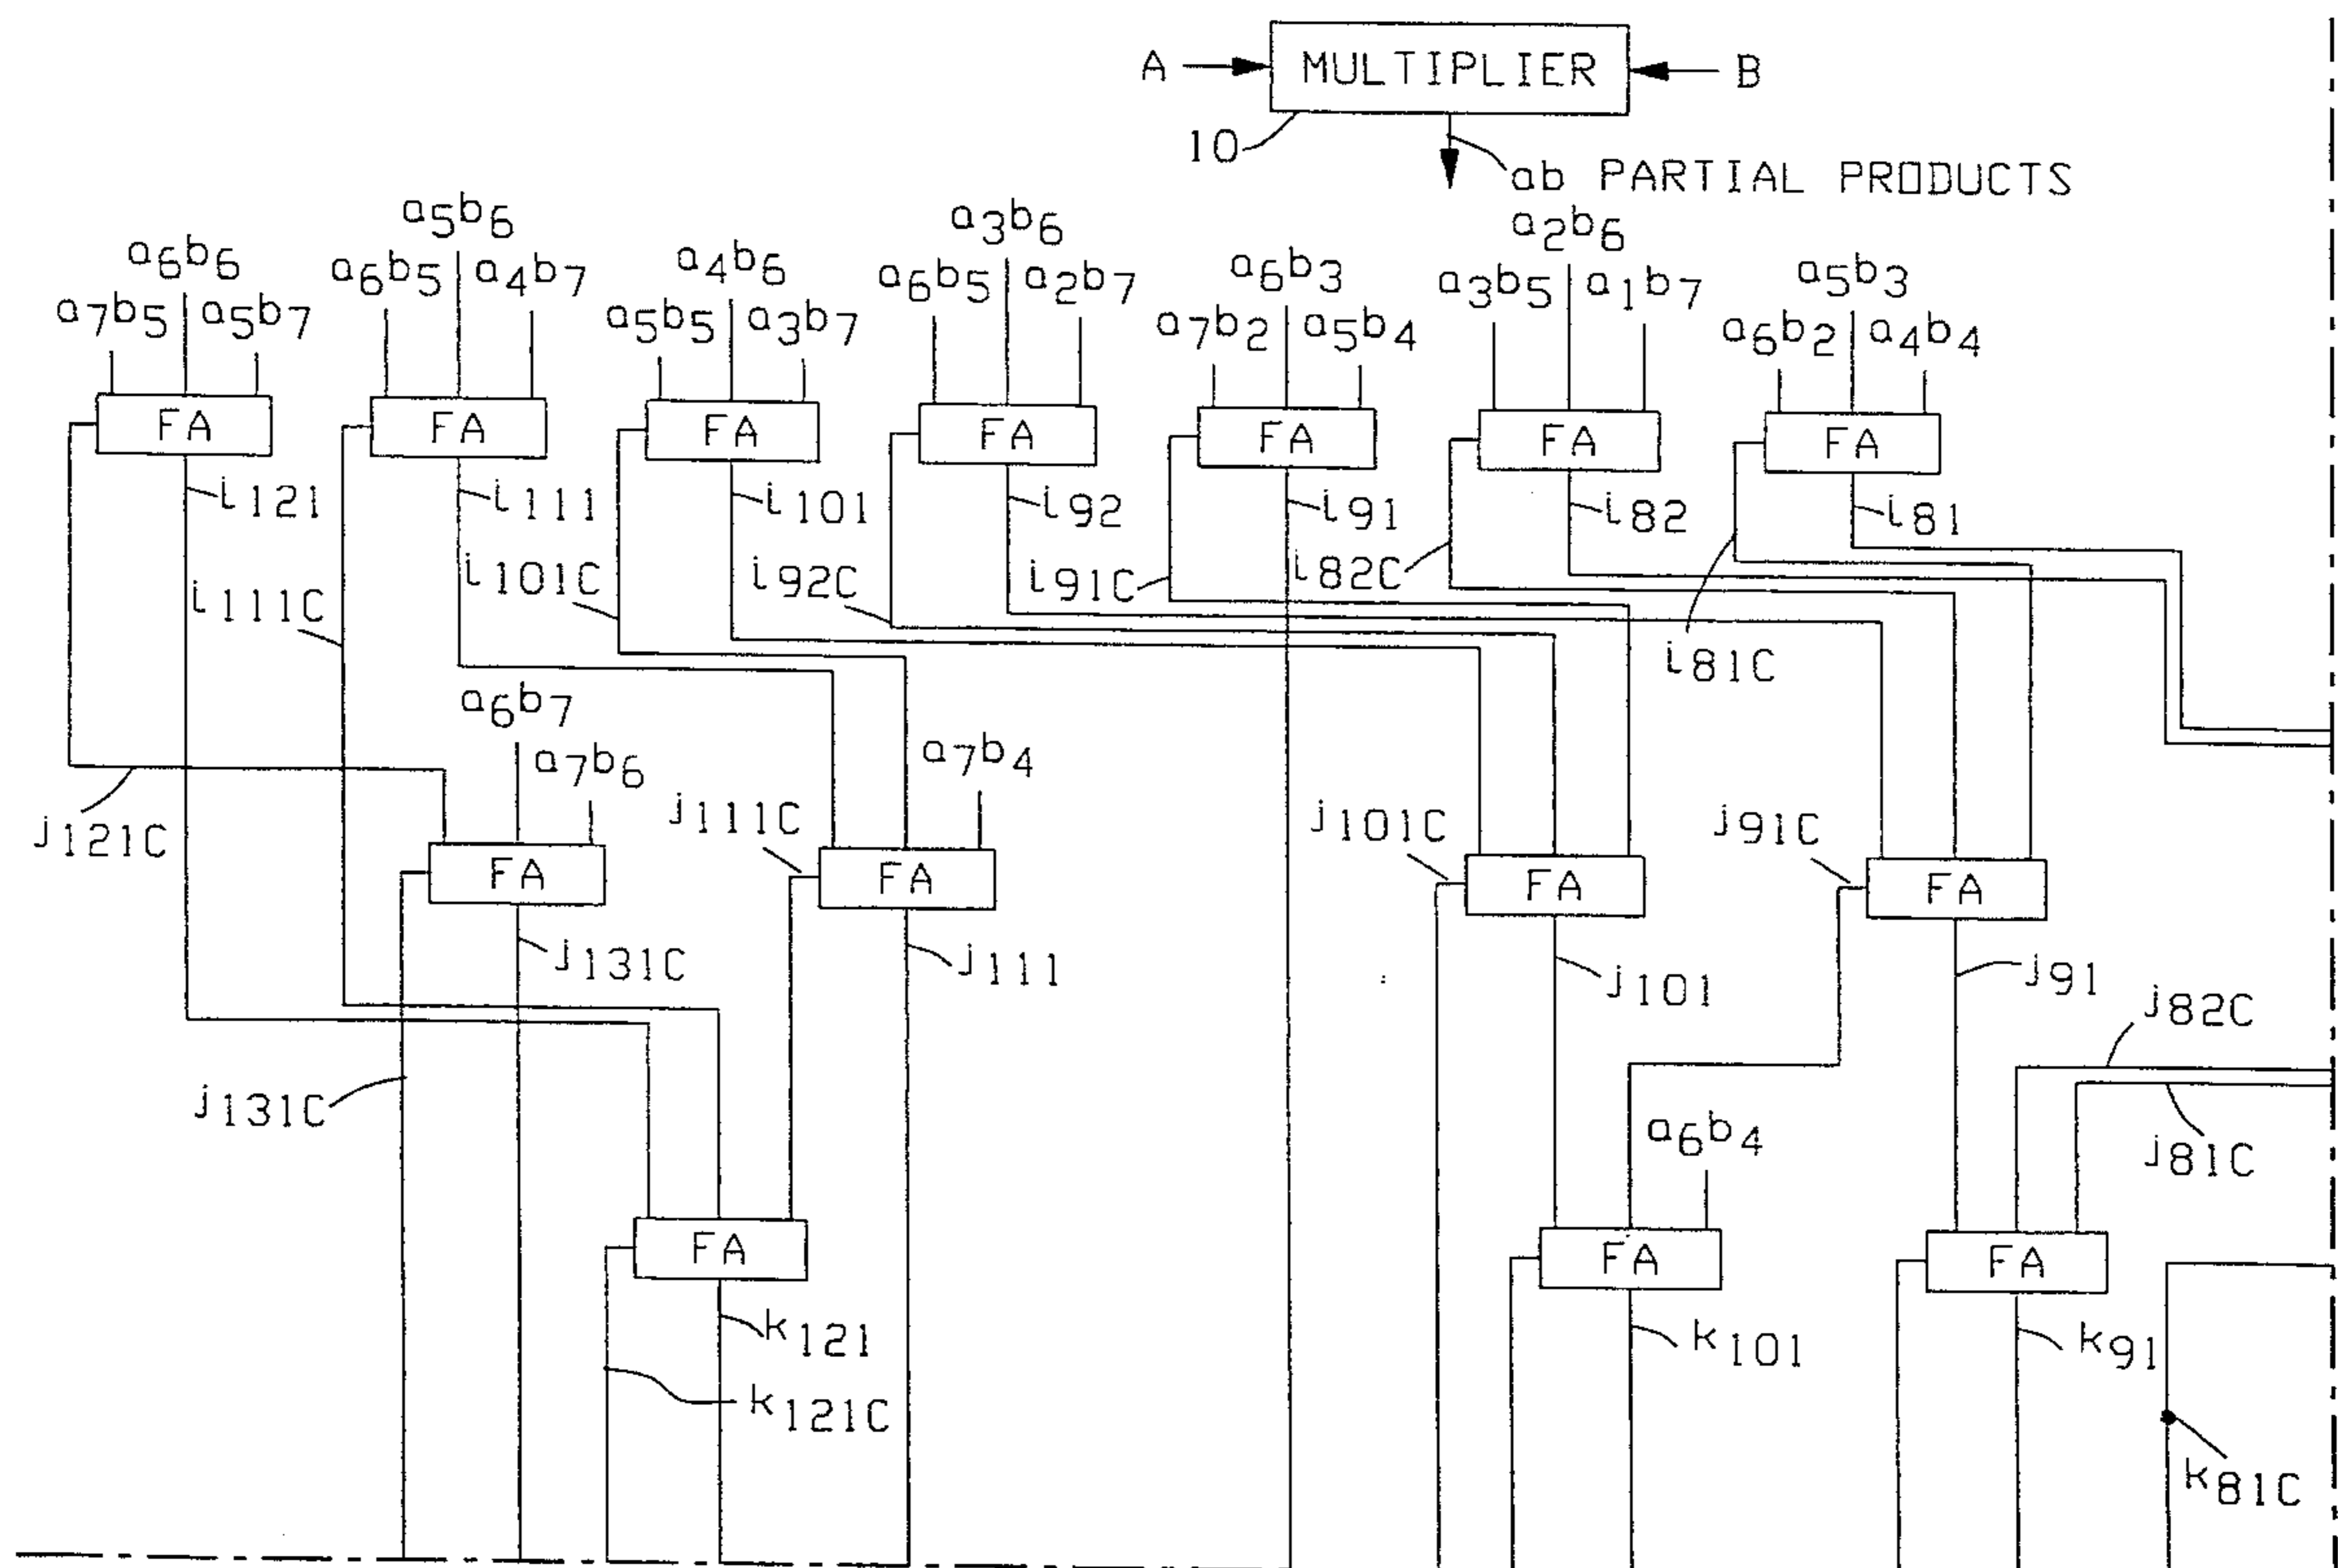 A MULTIPLIER B
10
ab PARTIAL PRODUCTS
a5b6 a3b6 a2b6
a6b6 a6b5 a4b7 a4b6 a6b5 a2b7 a6b3 a3b5 a1b7 a5b3
a7b5 a5b7 a5b5 a3b7 a7b2 a5b4 a6b2 a4b4
FA FA FA FA FA FA FA
i121 i111 i101 i92 i91 i82 i81
i111C i101C i92C i91C i82C
i81C
a6b7
a7b6 a7b4
j121C j111C j101C j91C
FA FA FA FA
j131C j111 j101 j91
j82C
j131C a6b4 j81C
FA FA FA
k121 k101 k91
k121C
k81C